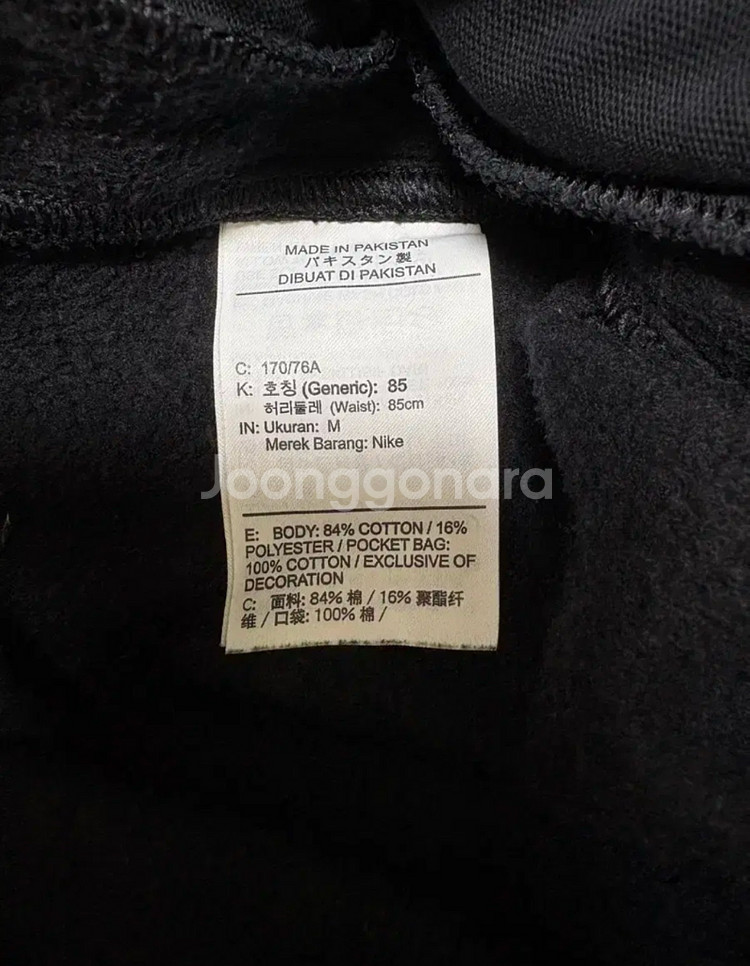 MADE IN PAKISTAN
パキスタン製
DIBUAT DI PAKISTAN
C: 170/76A
K: 호칭 (Generic): 85
허리둘레 (Waist): 85cm
IN: Ukuran: M
Merek Barang: Nike
Joonggonara
E: BODY: 84% COTTON / 16%
POLYESTER / POCKET BAG:
100% COTTON / EXCLUSIVE OF
DECORATION
C: 面料: 84% 棉 / 16% 聚酯纤
维 / 口袋: 100% 棉 /